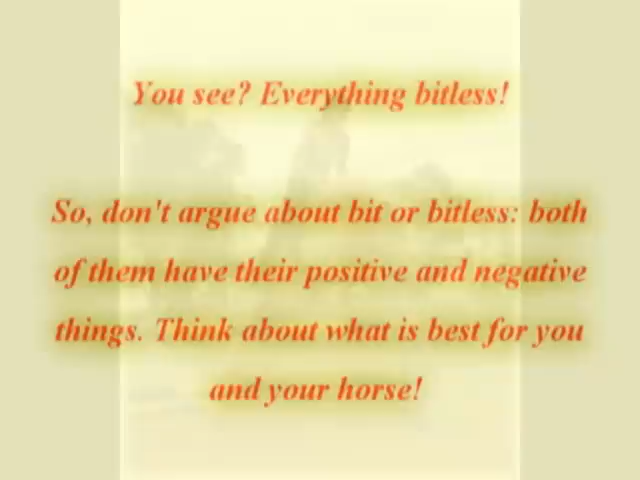 You see? Everything bitless!
So, don't argue about bit or bitless: both
of them have their positive and negative
things. Think about what is best for you
and your horse!